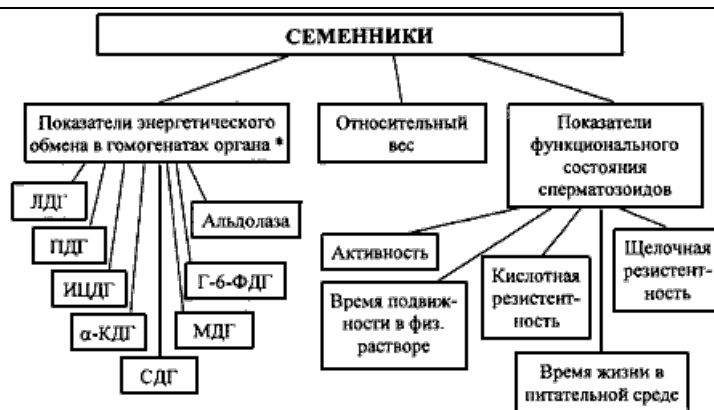 СЕМЕННИКИ
Показатели энергетического
обмена в гомогенатах органа *
Относительный
вес
Показатели
функционального
состояния
сперматозоидов
ЛДГ
ПДГ
ИЦДГ
α-КДГ
СДГ
МДГ
Г-6-ФДГ
Альдолаза
Активность
Время подвиж-
ности в физ.
растворе
Кислотная
резистент-
ность
Время жизни в
питательной среде
Щелочная
резистент-
ность